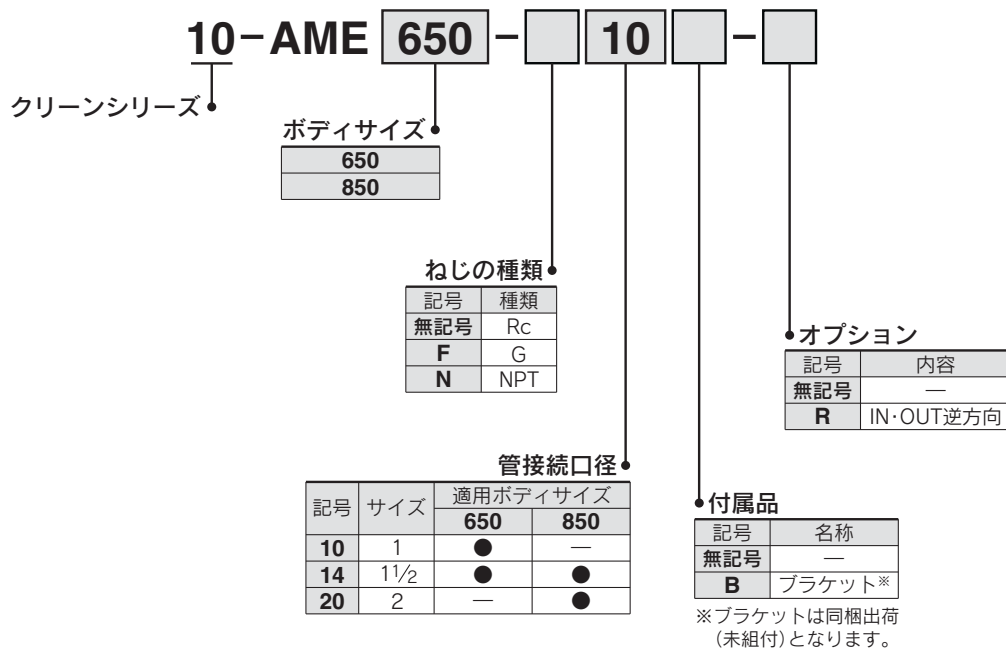 10-AME 650 - 10 -
クリーンシリーズ
ボディサイズ
650
850
ねじの種類
記号 種類
無記号 Rc
F G
N NPT
オプション
記号 内容
無記号 —
R IN·OUT逆方向
管接続口径
記号 サイズ 適用ボディサイズ
650 850
10 1 ● —
14 1 1/2 ● ●
20 2 — ●
付属品
記号 名称
無記号 —
B ブラケット※
※ブラケットは同梱出荷
(未組付)となります。